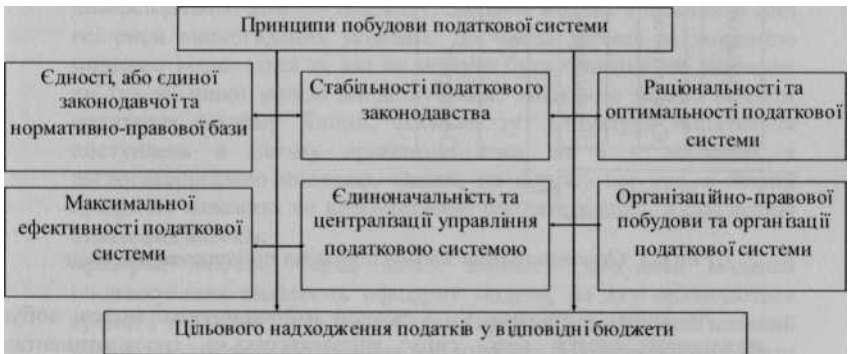 Принципи побудови податкової системи
Єдності, або єдиної
законодавчої та
нормативно-правової бази
Стабільності податкового
законодавства
Раціональності та
оптимальності податкової
системи
Максимальної
ефективності податкової
системи
Єдиноначальність та
централізації управління
податковою системою
Організаційно-правової
побудови та організації
податкової системи
Цільового надходження податків у відповідні бюджети